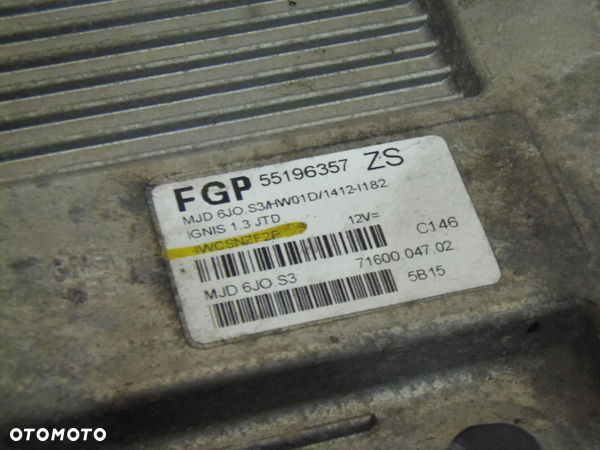 FGP 55196357 ZS
MJD 6JO.S3/HW01D/1412-I182
IGNIS 1.3 JTD
IWCSNZF2F 12V= C146
MJD 6JO.S3 71600.047.02
5B15
OTOMOTO